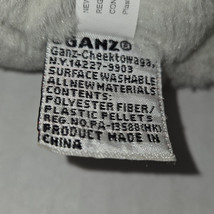 GANZ®
Ganz-Cheektowaga,
N.Y. 14227-9903
SURFACE WASHABLE
ALL NEW MATERIALS
CONTENTS:
POLYESTER FIBER/
PLASTIC PELLETS
REG. NO. PA-13588(HK)
PRODUCT MADE IN
CHINA